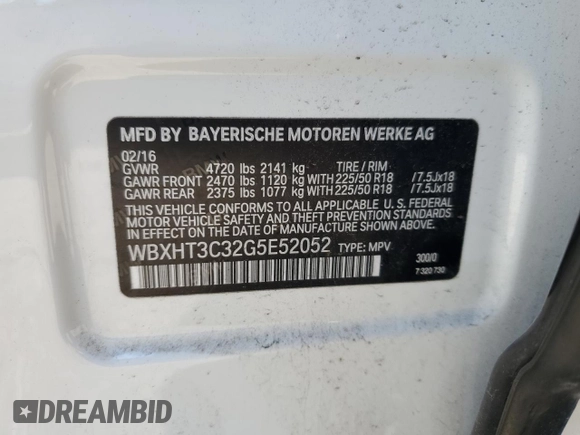 MFD BY BAYERISCHE MOTOREN WERKE AG
02/16
GVWR 4720 lbs 2141 kg TIRE / RIM
GAWR FRONT 2470 lbs 1120 kg WITH 225/50 R18 /7.5Jx18
GAWR REAR 2375 lbs 1077 kg WITH 225/50 R18 /7.5Jx18
THIS VEHICLE CONFORMS TO ALL APPLICABLE U. S. FEDERAL
MOTOR VEHICLE SAFETY, BUMPER, AND THEFT PREVENTION STANDARDS
IN EFFECT ON THE DATE OF MANUFACTURE SHOWN ABOVE.
WBXHT3C32G5E52052 TYPE: MPV
300/0
7 320 730
DREAMBID